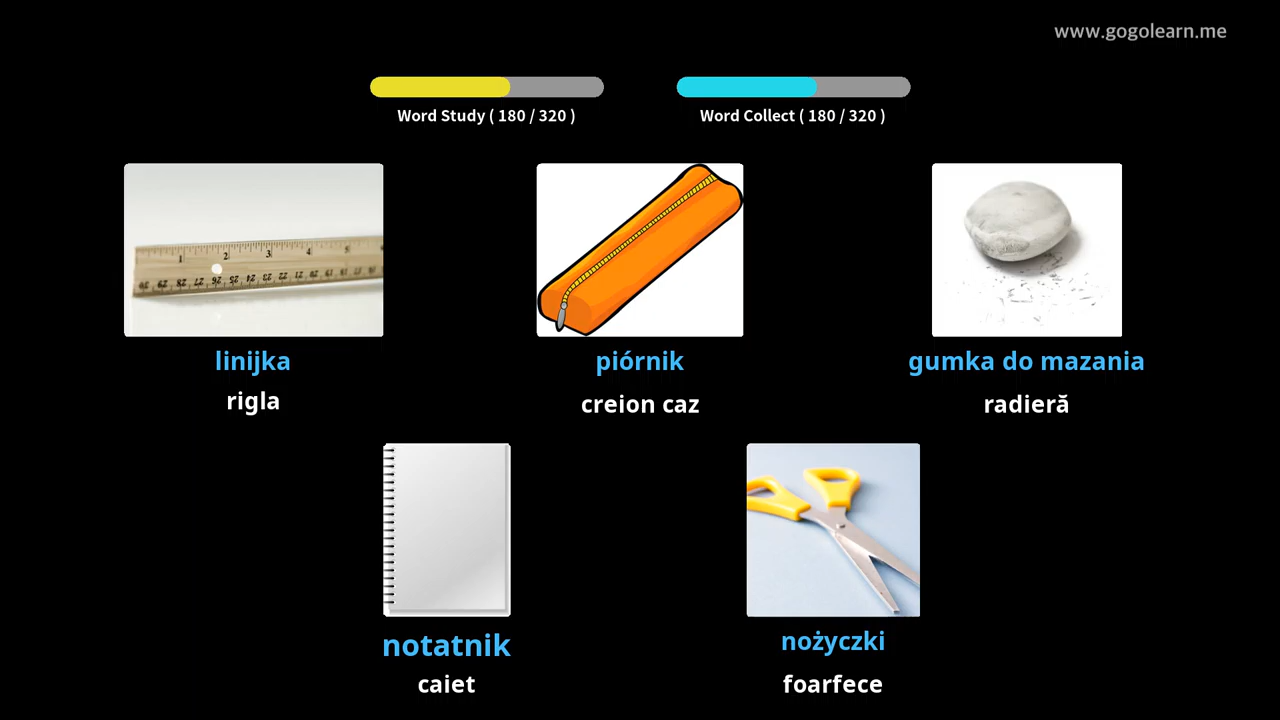 www.gogolearn.me
Word Study ( 180 / 320 )
Word Collect ( 180 / 320 )
linijka
rigla
piórnik
creion caz
gumka do mazania
radieră
notatnik
caiet
nożyczki
foarfece